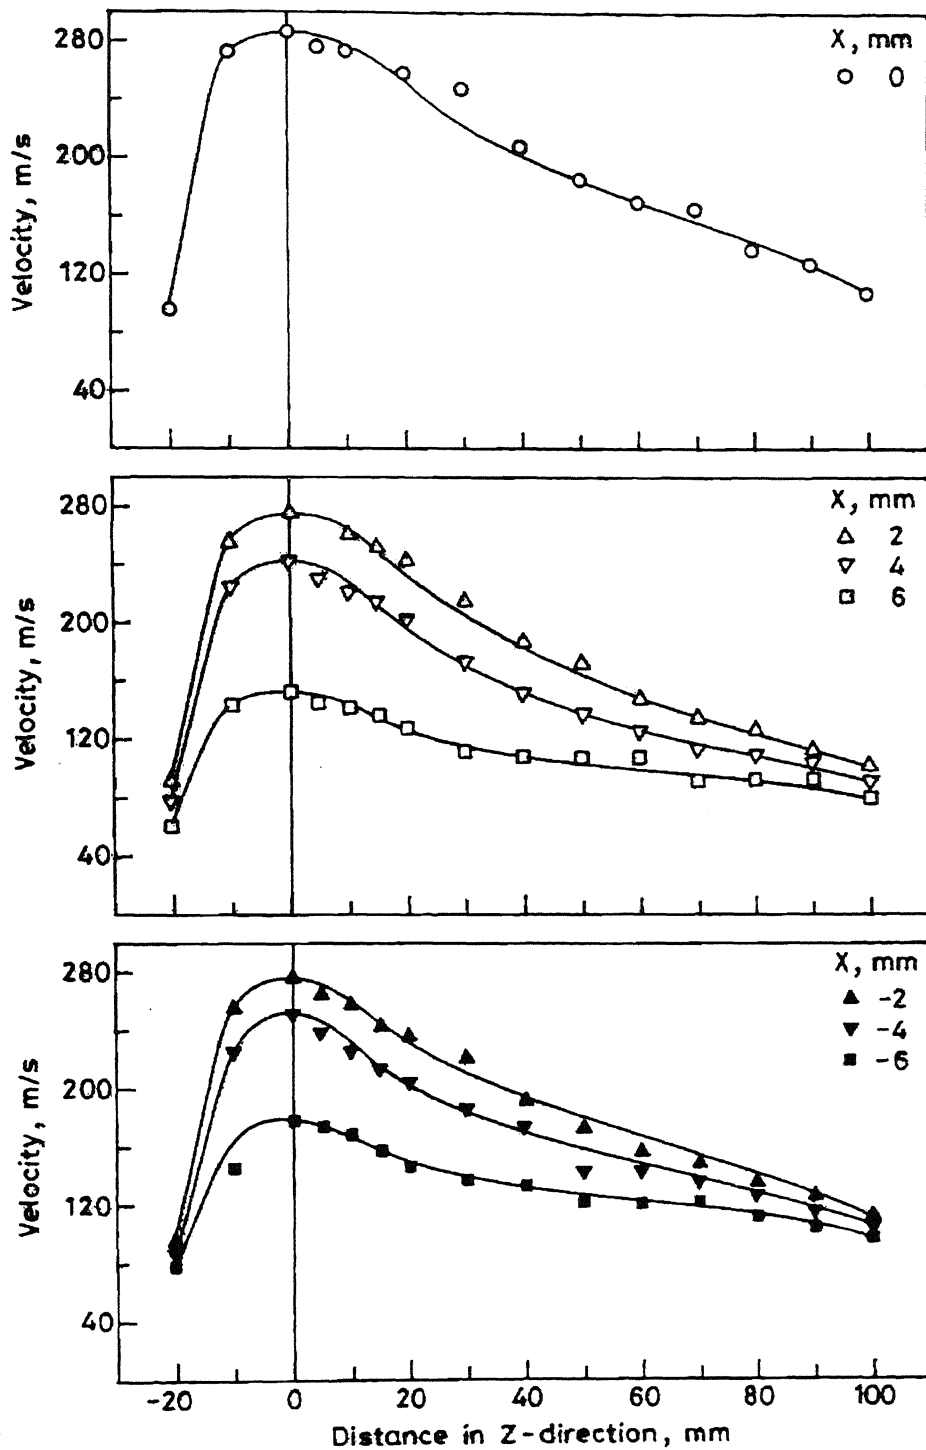 X, mm
○ 0
280
200
120
40
Velocity, m/s
X, mm
△ 2
▽ 4
□ 6
280
200
120
40
Velocity, m/s
X, mm
▲ -2
▼ -4
■ -6
280
200
120
40
Velocity, m/s
-20 0 20 40 60 80 100
Distance in Z-direction, mm